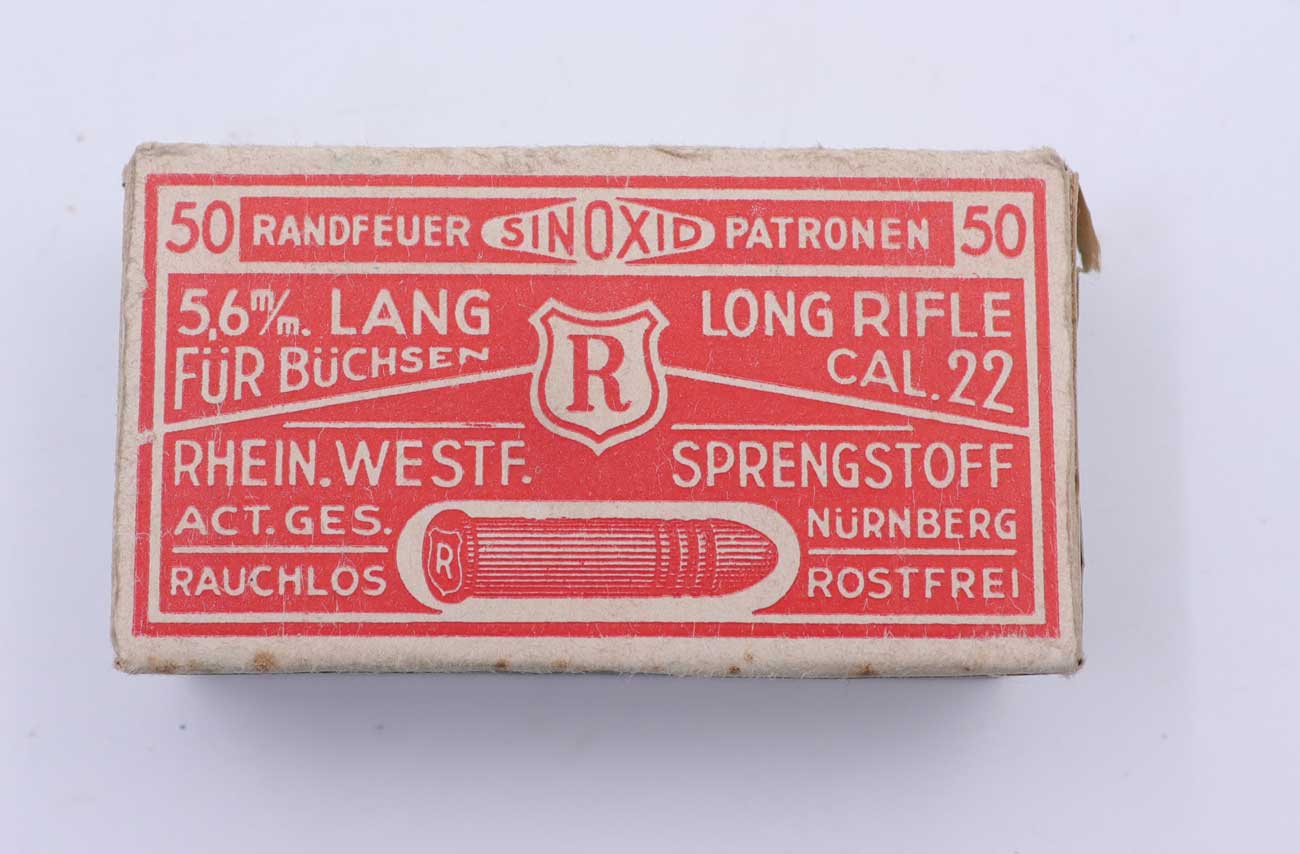 50 RANDFEUER SINOXID PATRONEN 50
5,6 m/m. LANG
FÜR BÜCHSEN
R
LONG RIFLE
CAL. 22
RHEIN. WESTF. SPRENGSTOFF
ACT. GES. NÜRNBERG
R
RAUCHLOS ROSTFREI